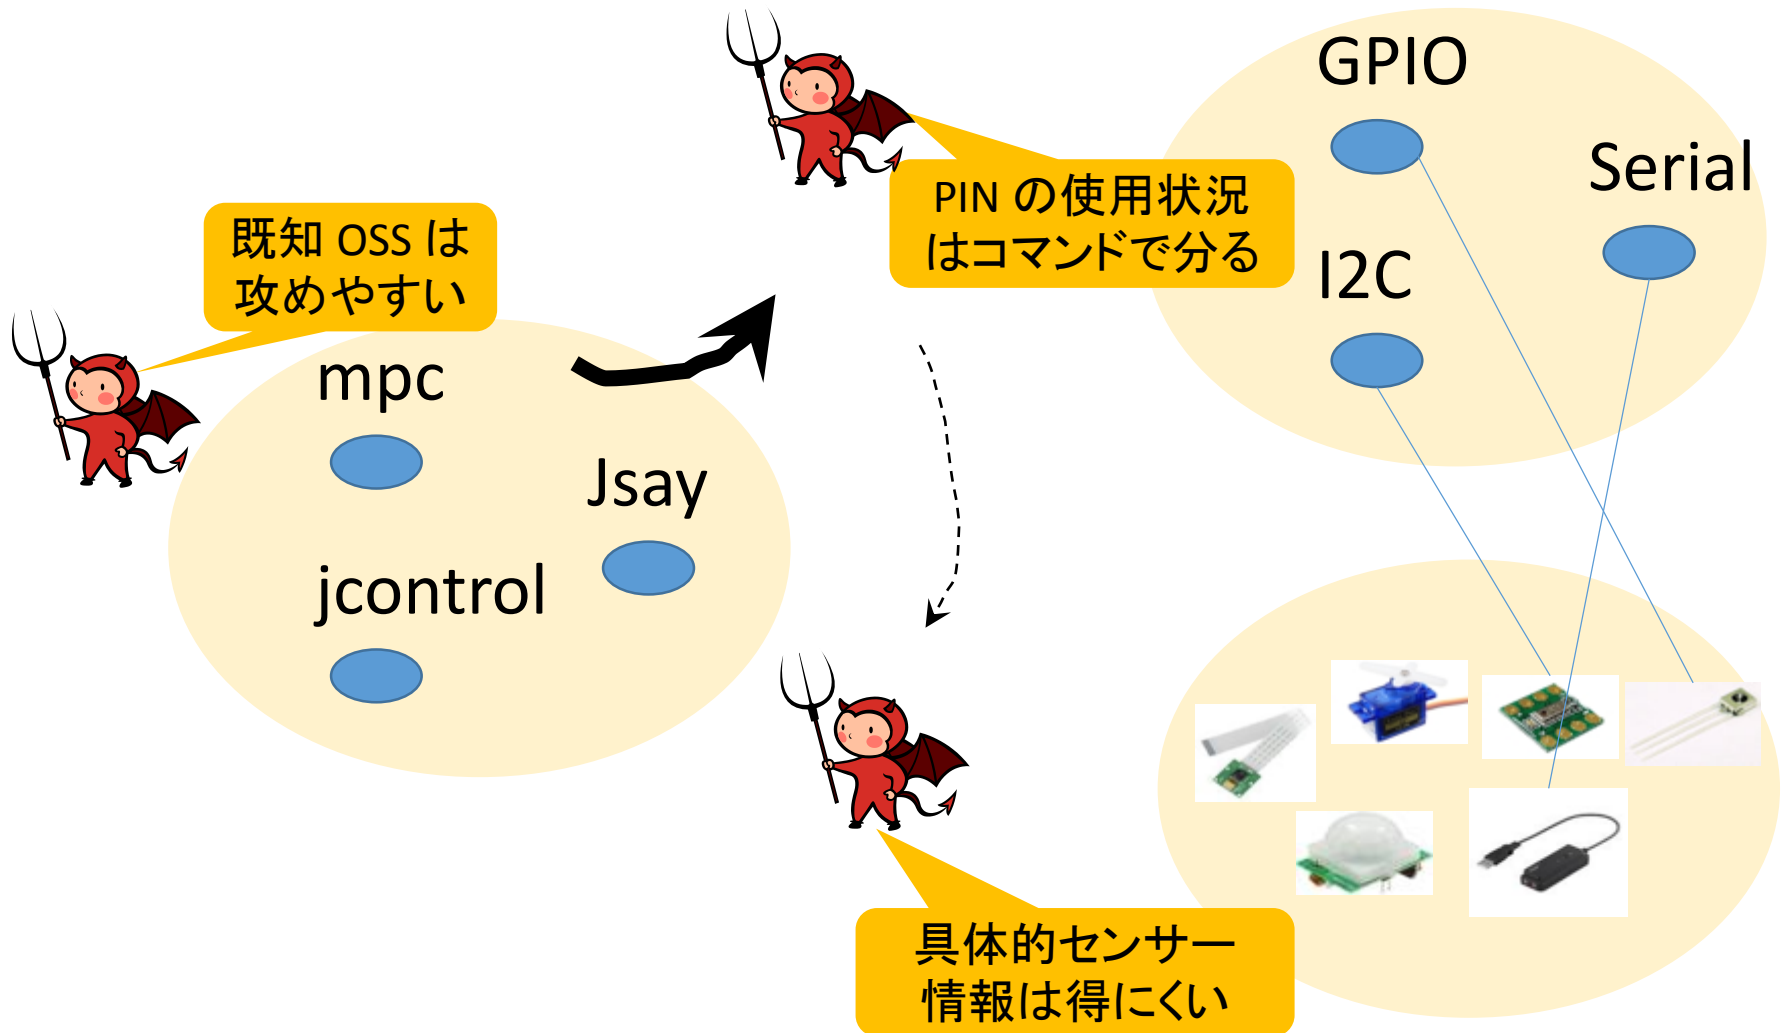 既知 OSS は
攻めやすい
mpc
Jsay
jcontrol
PIN の使用状況
はコマンドで分る
GPIO
Serial
I2C
具体的センサー
情報は得にくい